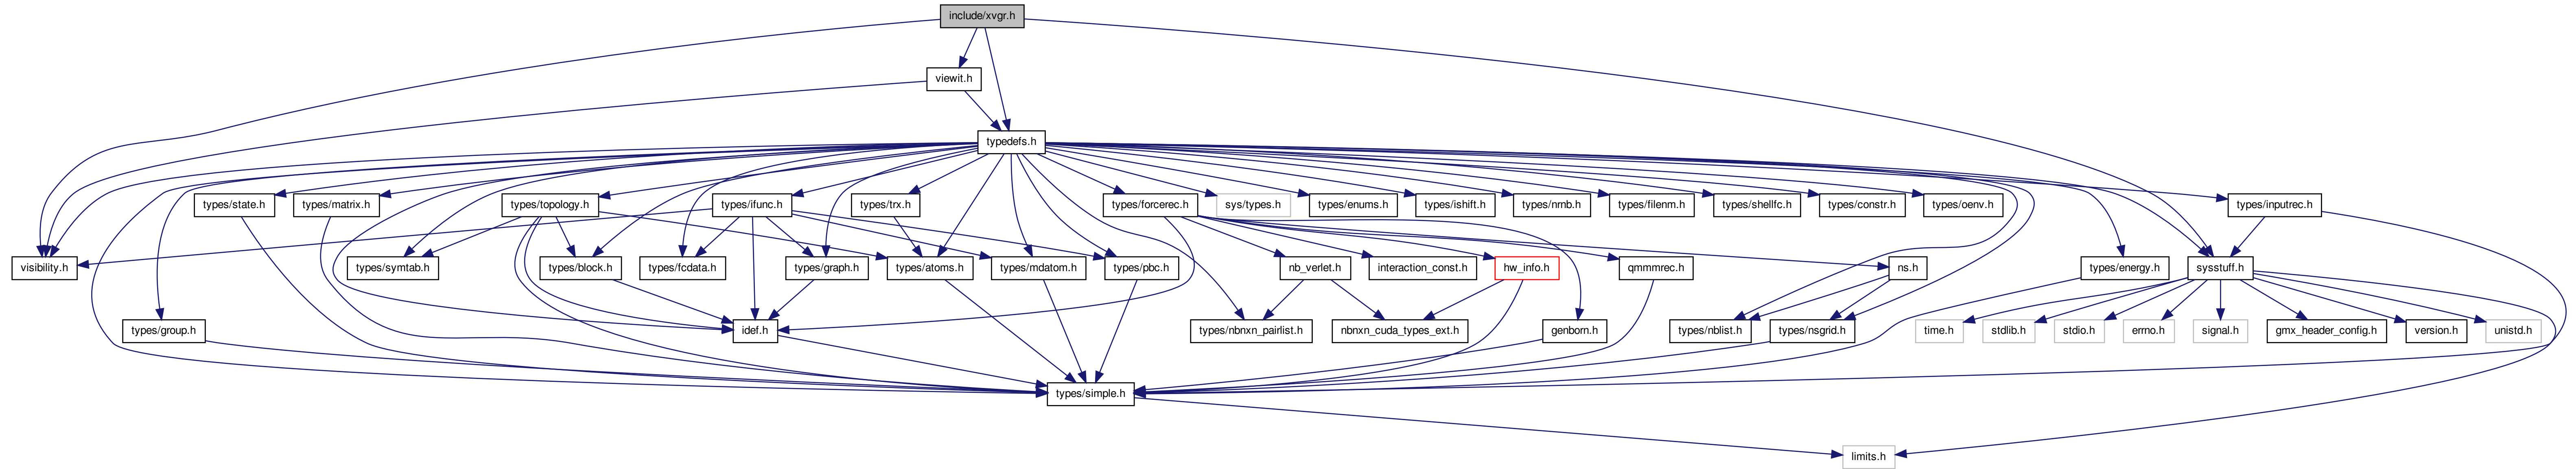 include/xvgr.h
viewit.h
typedefs.h
types/state.h
types/matrix.h
types/topology.h
types/ifunc.h
types/trx.h
types/forcerec.h
sys/types.h
types/enums.h
types/ishift.h
types/nrnb.h
types/filenm.h
types/shellfc.h
types/constr.h
types/oenv.h
types/inputrec.h
visibility.h
types/symtab.h
types/block.h
types/fcdata.h
types/graph.h
types/atoms.h
types/mdatom.h
types/pbc.h
nb_verlet.h
interaction_const.h
hw_info.h
qmmmrec.h
ns.h
types/energy.h
sysstuff.h
types/group.h
idef.h
types/nbnxn_pairlist.h
nbnxn_cuda_types_ext.h
genborn.h
types/nblist.h
types/nsgrid.h
time.h
stdlib.h
stdio.h
errno.h
signal.h
gmx_header_config.h
version.h
unistd.h
types/simple.h
limits.h